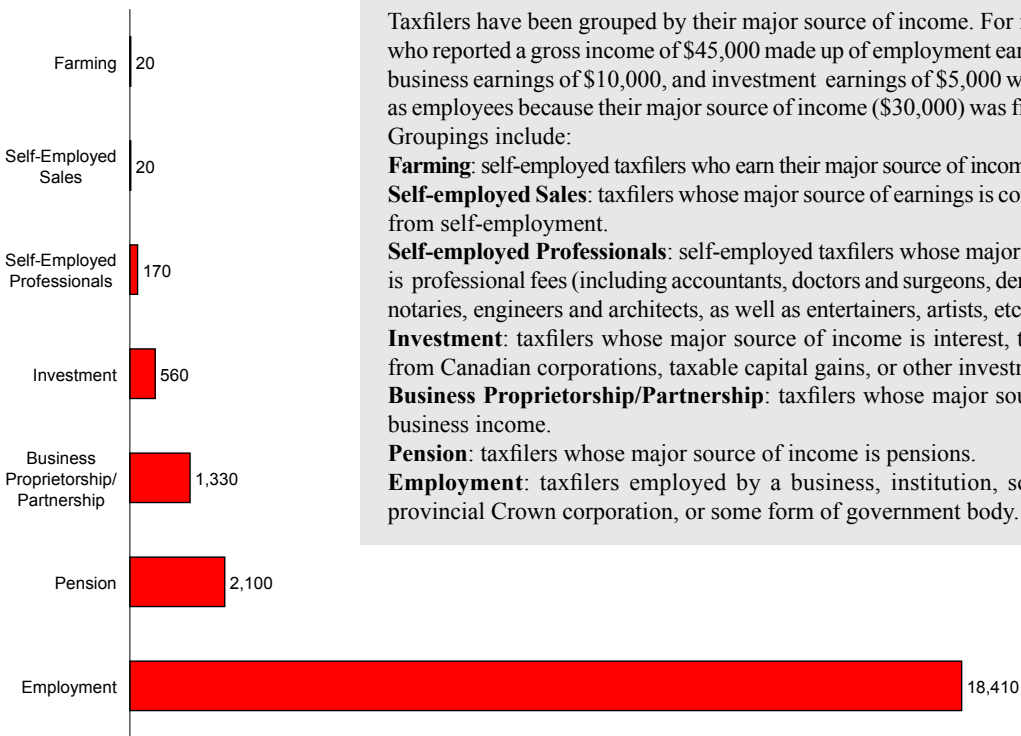 Farming
20
Self-Employed
Sales
20
Self-Employed
Professionals
170
Investment
560
Business
Proprietorship/
Partnership
1,330
Pension
2,100
Employment
18,410
Taxfilers have been grouped by their major source of income. For
who reported a gross income of $45,000 made up of employment
business earnings of $10,000, and investment earnings of $5,000
as employees because their major source of income ($30,000) was
Groupings include:
Farming: self-employed taxfilers who earn their major source of
Self-employed Sales: taxfilers whose major source of earnings is
from self-employment.
Self-employed Professionals: self-employed taxfilers whose major
is professional fees (including accountants, doctors and surgeons,
notaries, engineers and architects, as well as entertainers, artists,
Investment: taxfilers whose major source of income is interest,
from Canadian corporations, taxable capital gains, or other
Business Proprietorship/Partnership: taxfilers whose major
business income.
Pension: taxfilers whose major source of income is pensions.
Employment: taxfilers employed by a business, institution,
provincial Crown corporation, or some form of government body.